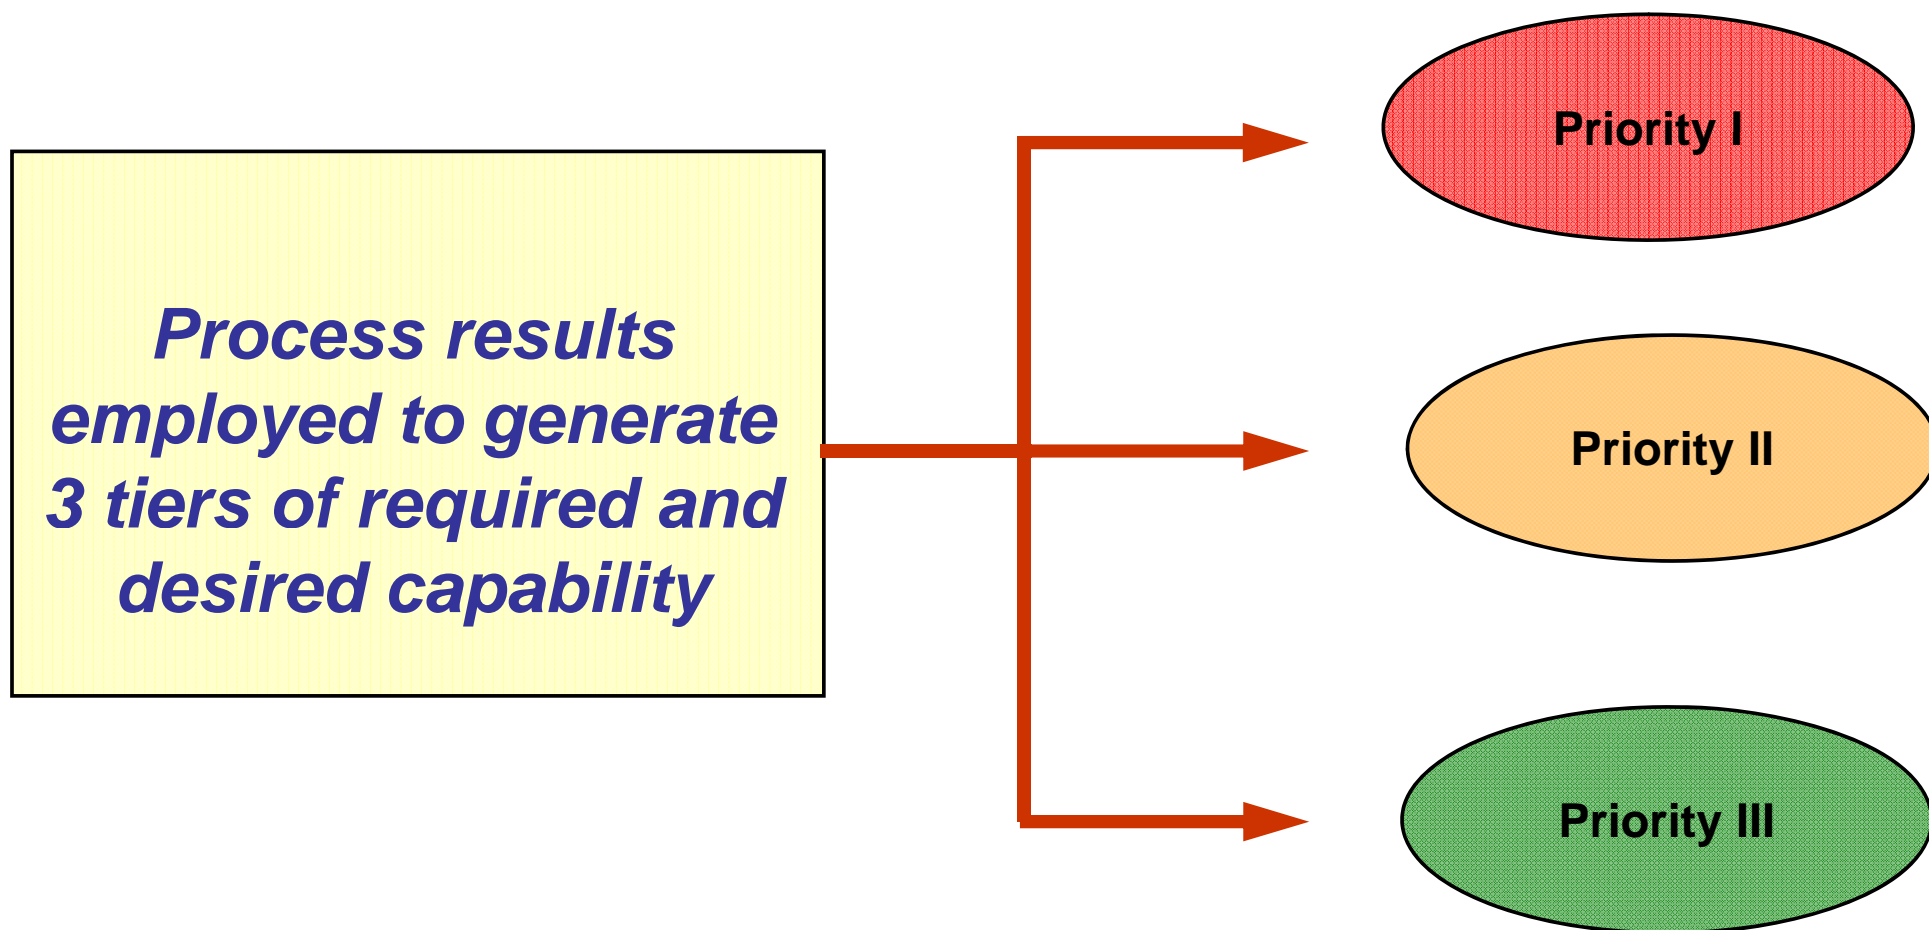 Process results
employed to generate
3 tiers of required and
desired capability
Priority I
Priority II
Priority III